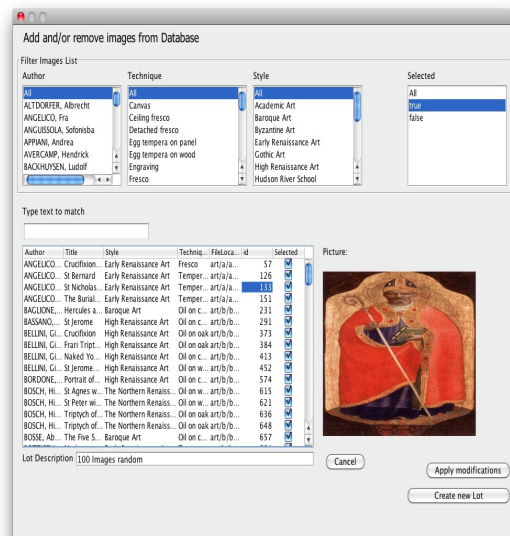 Add and/or remove images from Database
Filter Images List
Author Technique Style Selected
All All All All
ALTDORFER, Albrecht Canvas Academic Art true
ANGELICO, Fra Ceiling fresco Baroque Art false
ANGUISSOLA, Sofonisba Detached fresco Byzantine Art
APPIANI, Andrea Egg tempera on panel Early Renaissance Art
AVERCAMP, Hendrick Egg tempera on wood Gothic Art
BACKHUYSEN, Ludolf Engraving High Renaissance Art
Fresco Hudson River School
Type text to match
Author Title Style Techniq... FileLoca... id Selected Picture:
ANGELICO... Crucifixion... Early Renaissance Art Fresco art/a/a... 57
ANGELICO... St Bernard Early Renaissance Art Temper... art/a/a... 126
ANGELICO... St Nicholas... Early Renaissance Art Temper... art/a/a... 133
ANGELICO... The Burial... Early Renaissance Art Temper... art/a/a... 151
BAGLIONE,... Hercules a... Baroque Art Oil on c... art/b/b... 231
BASSANO,... St Jerome High Renaissance Art Oil on c... art/b/b... 291
BELLINI, Gi... Crucifixion High Renaissance Art Oil on oak art/b/b... 373
BELLINI, Gi... Frari Tript... High Renaissance Art Oil on oak art/b/b... 384
BELLINI, Gi... Naked Yo... High Renaissance Art Oil on c... art/b/b... 413
BELLINI, Gi... St Jerome... High Renaissance Art Oil on w... art/b/b... 452
BORDONE,... Portrait of... High Renaissance Art Oil on c... art/b/b... 574
BOSCH, Hi... St Agnes w... The Northern Renaiss... Oil on w... art/b/b... 615
BOSCH, Hi... St Peter wi... The Northern Renaiss... Oil on w... art/b/b... 621
BOSCH, Hi... Triptych of... The Northern Renaiss... Oil on oak art/b/b... 636
BOSCH, Hi... Triptych of... The Northern Renaiss... Oil on oak art/b/b... 648
BOSSE, Ab... The Five S... Baroque Art Oil on c... art/b/b... 657
Lot Description 100 Images random Cancel
Apply modifications
Create new Lot